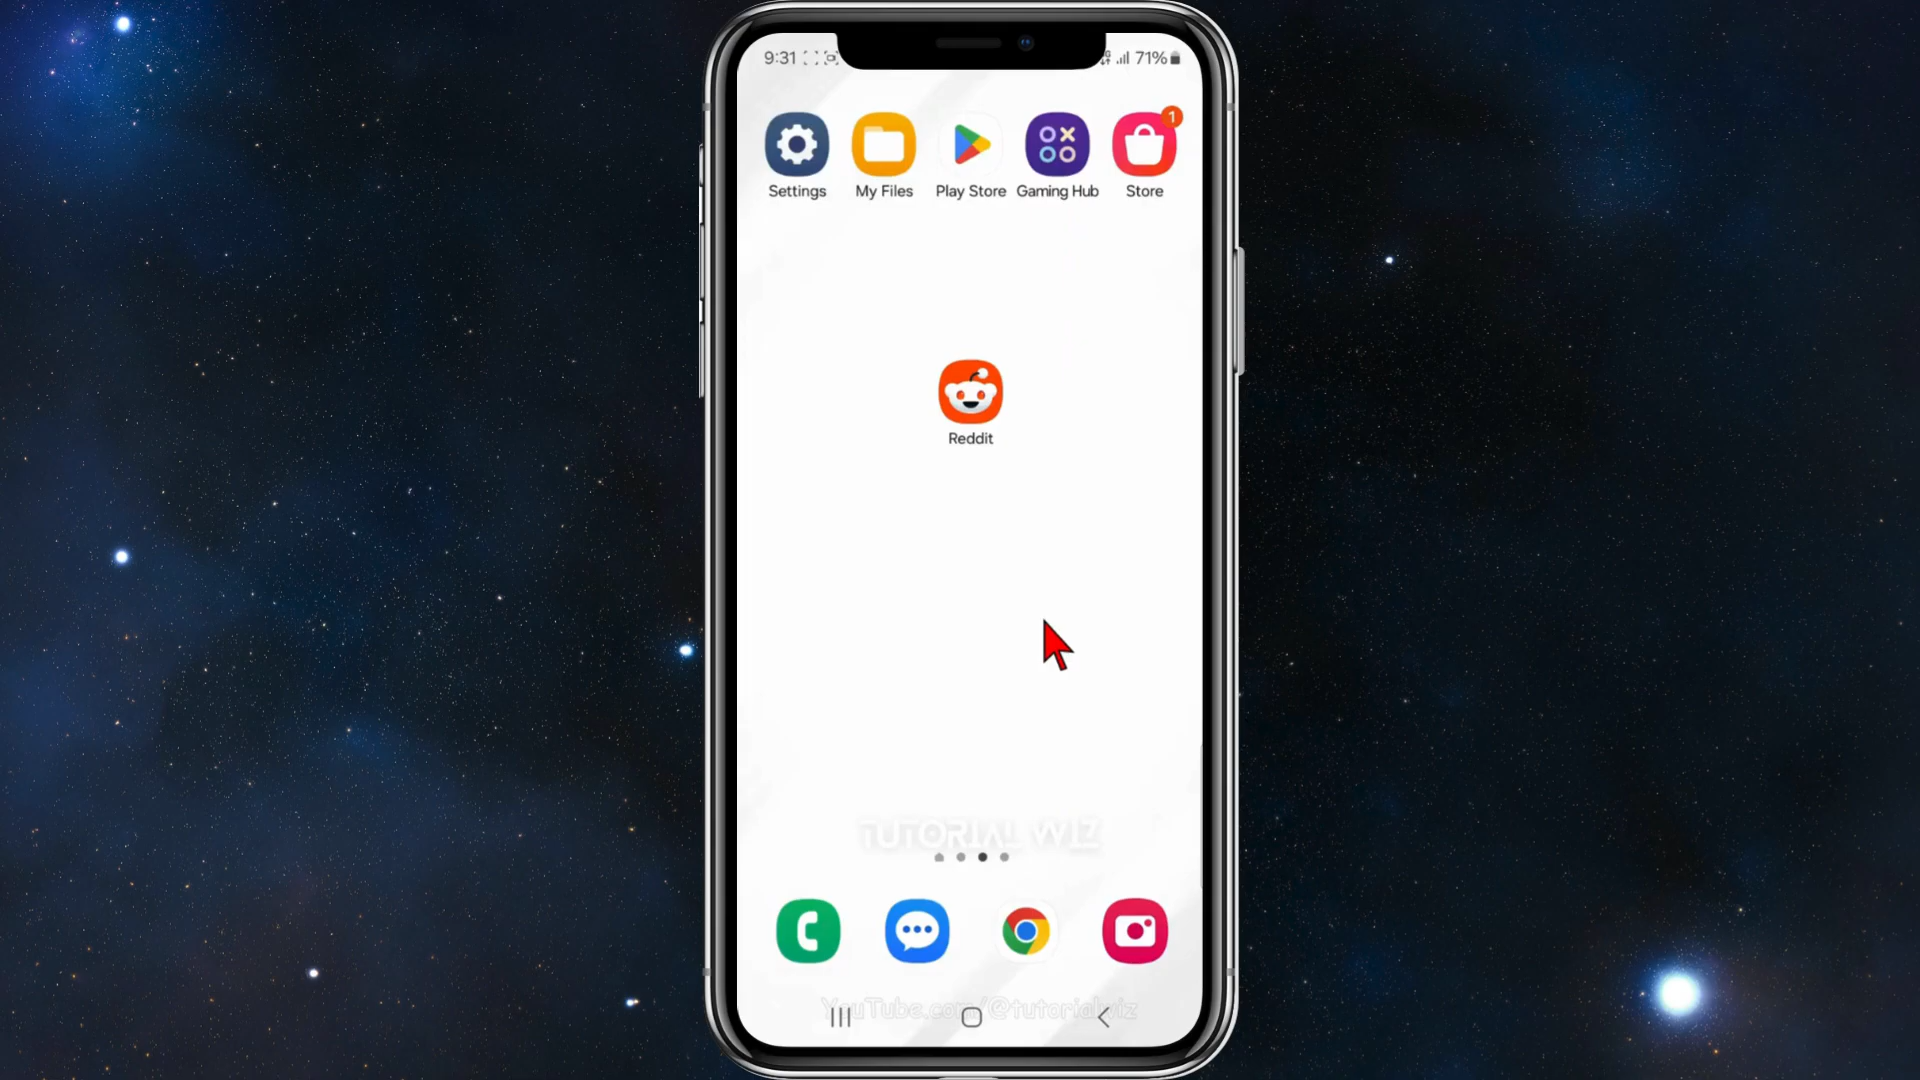 9:31
71%
1
Settings My Files Play Store Gaming Hub Store
Reddit
TUTORIAL WIZ
YouTube.com/@tutorialwiz